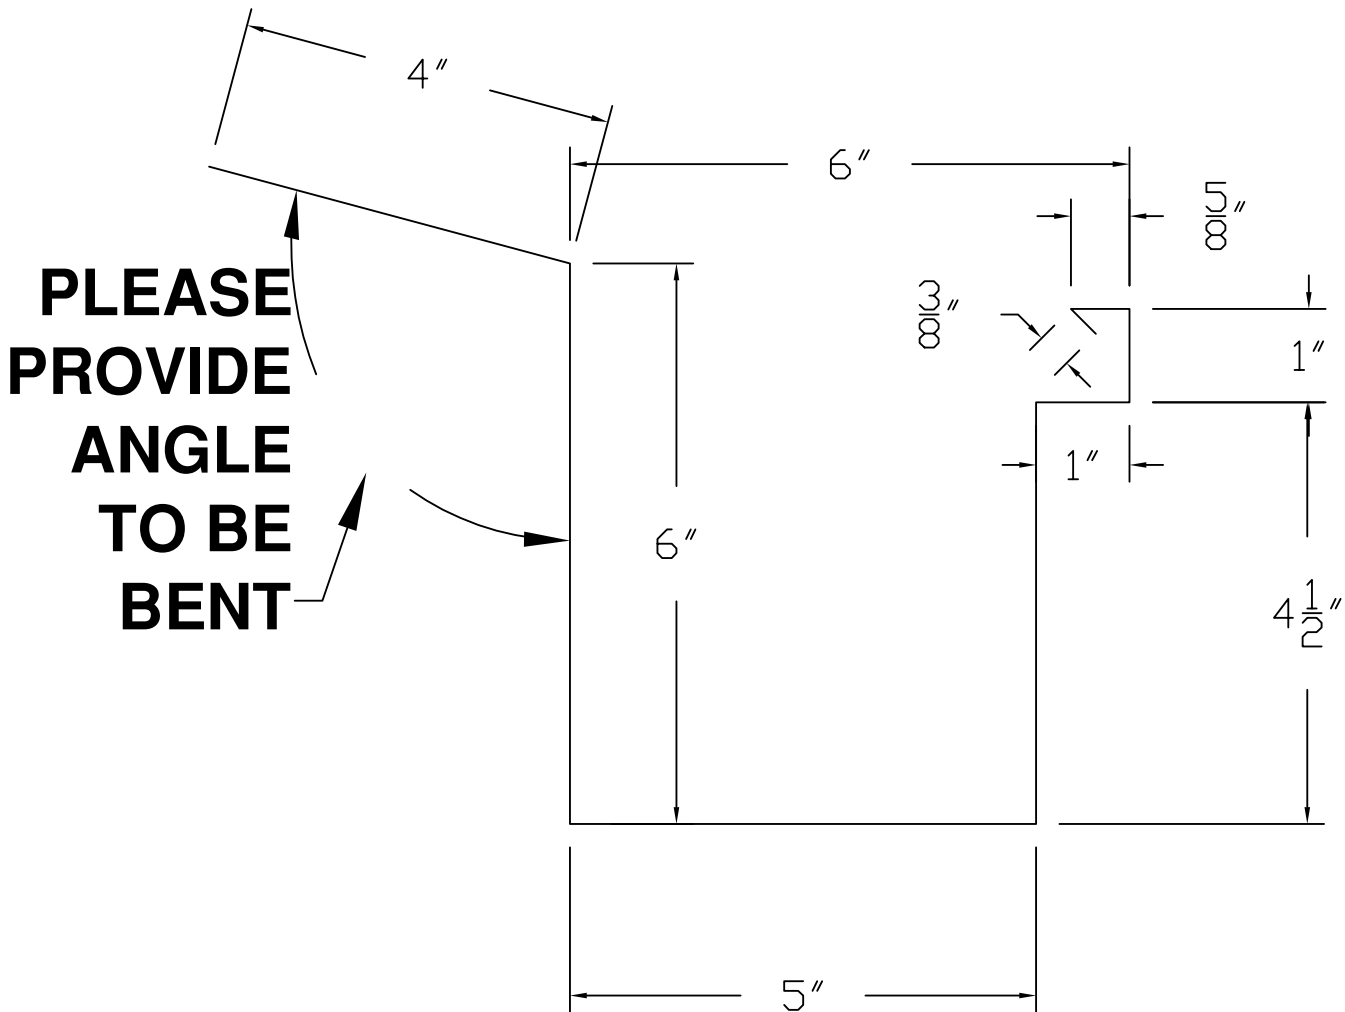 4"
6"
5/8"
PLEASE
PROVIDE
ANGLE
TO BE
BENT
3/8"
1"
1"
6"
4 1/2"
5"